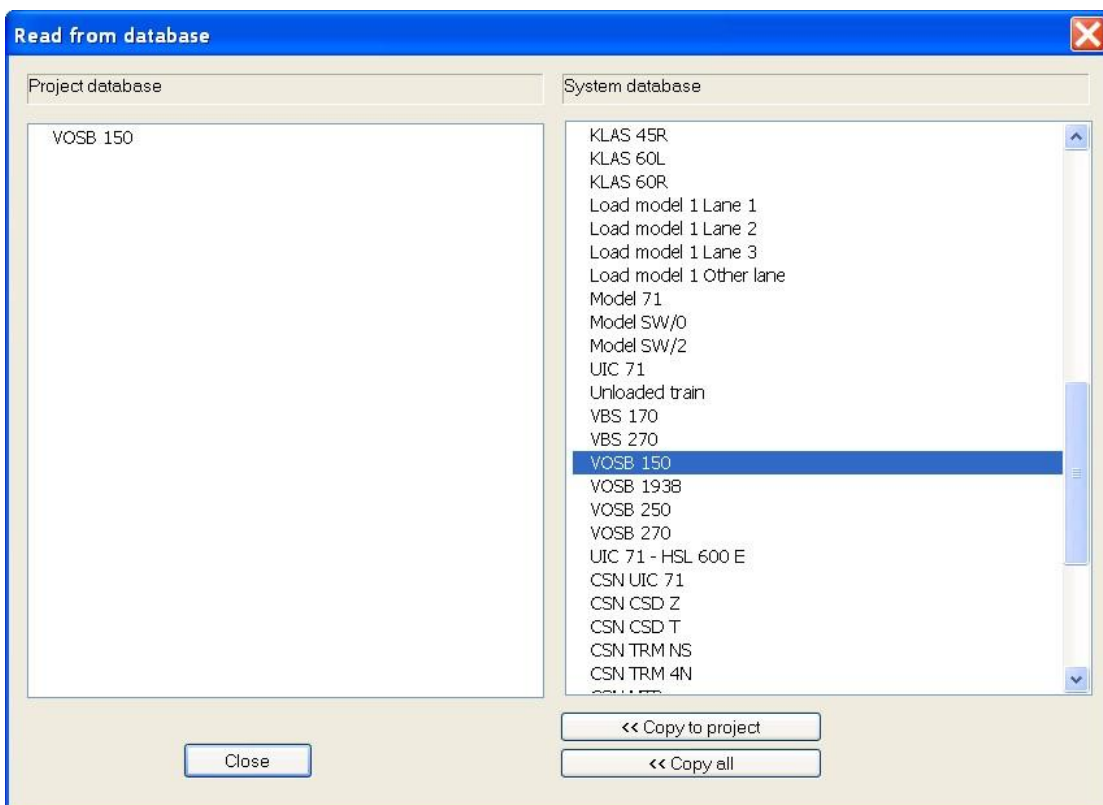 Read from database
Project database
VOSB 150
System database
KLAS 45R
KLAS 60L
KLAS 60R
Load model 1 Lane 1
Load model 1 Lane 2
Load model 1 Lane 3
Load model 1 Other lane
Model 71
Model SW/0
Model SW/2
UIC 71
Unloaded train
VBS 170
VBS 270
VOSB 150
VOSB 1938
VOSB 250
VOSB 270
UIC 71 - HSL 600 E
CSN UIC 71
CSN CSD Z
CSN CSD T
CSN TRM NS
CSN TRM 4N
<< Copy to project
<< Copy all
Close